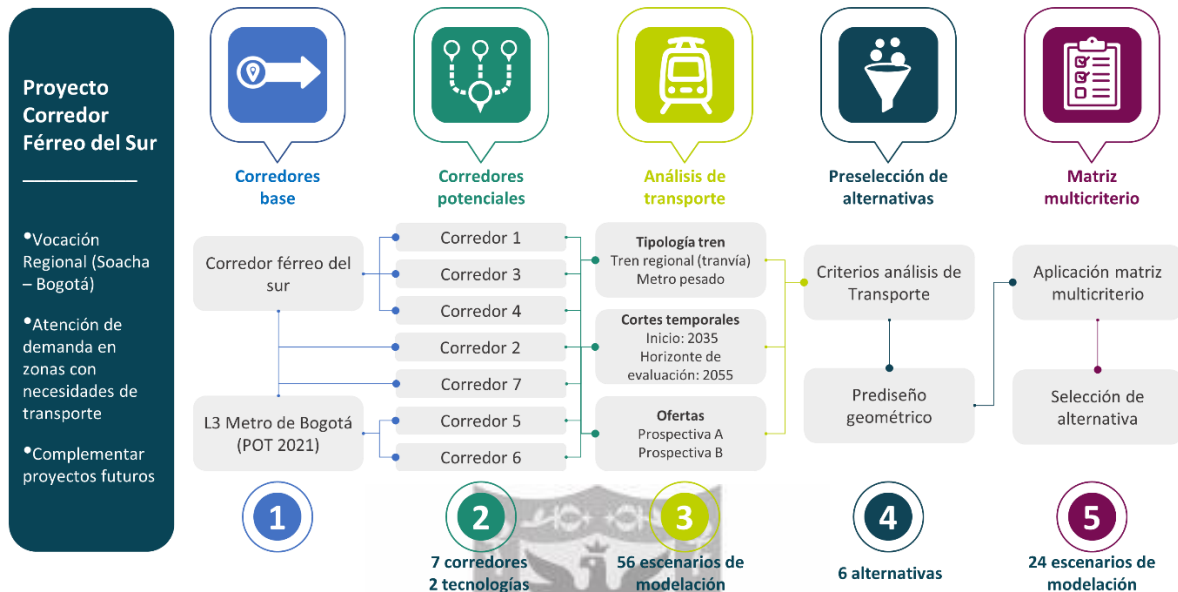 Proyecto
Corredor
Férreo del Sur
•Vocación
Regional (Soacha
– Bogotá)
•Atención de
demanda en
zonas con
necesidades de
transporte
•Complementar
proyectos futuros
Corredores
base
Corredor férreo del
sur
L3 Metro de Bogotá
(POT 2021)
1
Corredores
potenciales
Corredor 1
Corredor 3
Corredor 4
Corredor 2
Corredor 7
Corredor 5
Corredor 6
2
7 corredores
2 tecnologías
Análisis de
transporte
Tipología tren
Tren regional (tranvía)
Metro pesado
Cortes temporales
Inicio: 2035
Horizonte de
evaluación: 2055
Ofertas
Prospectiva A
Prospectiva B
3
56 escenarios de
modelación
Preselección de
alternativas
Criterios análisis de
Transporte
Prediseño
geométrico
4
6 alternativas
Matriz
multicriterio
Aplicación matriz
multicriterio
Selección de
alternativa
5
24 escenarios de
modelación